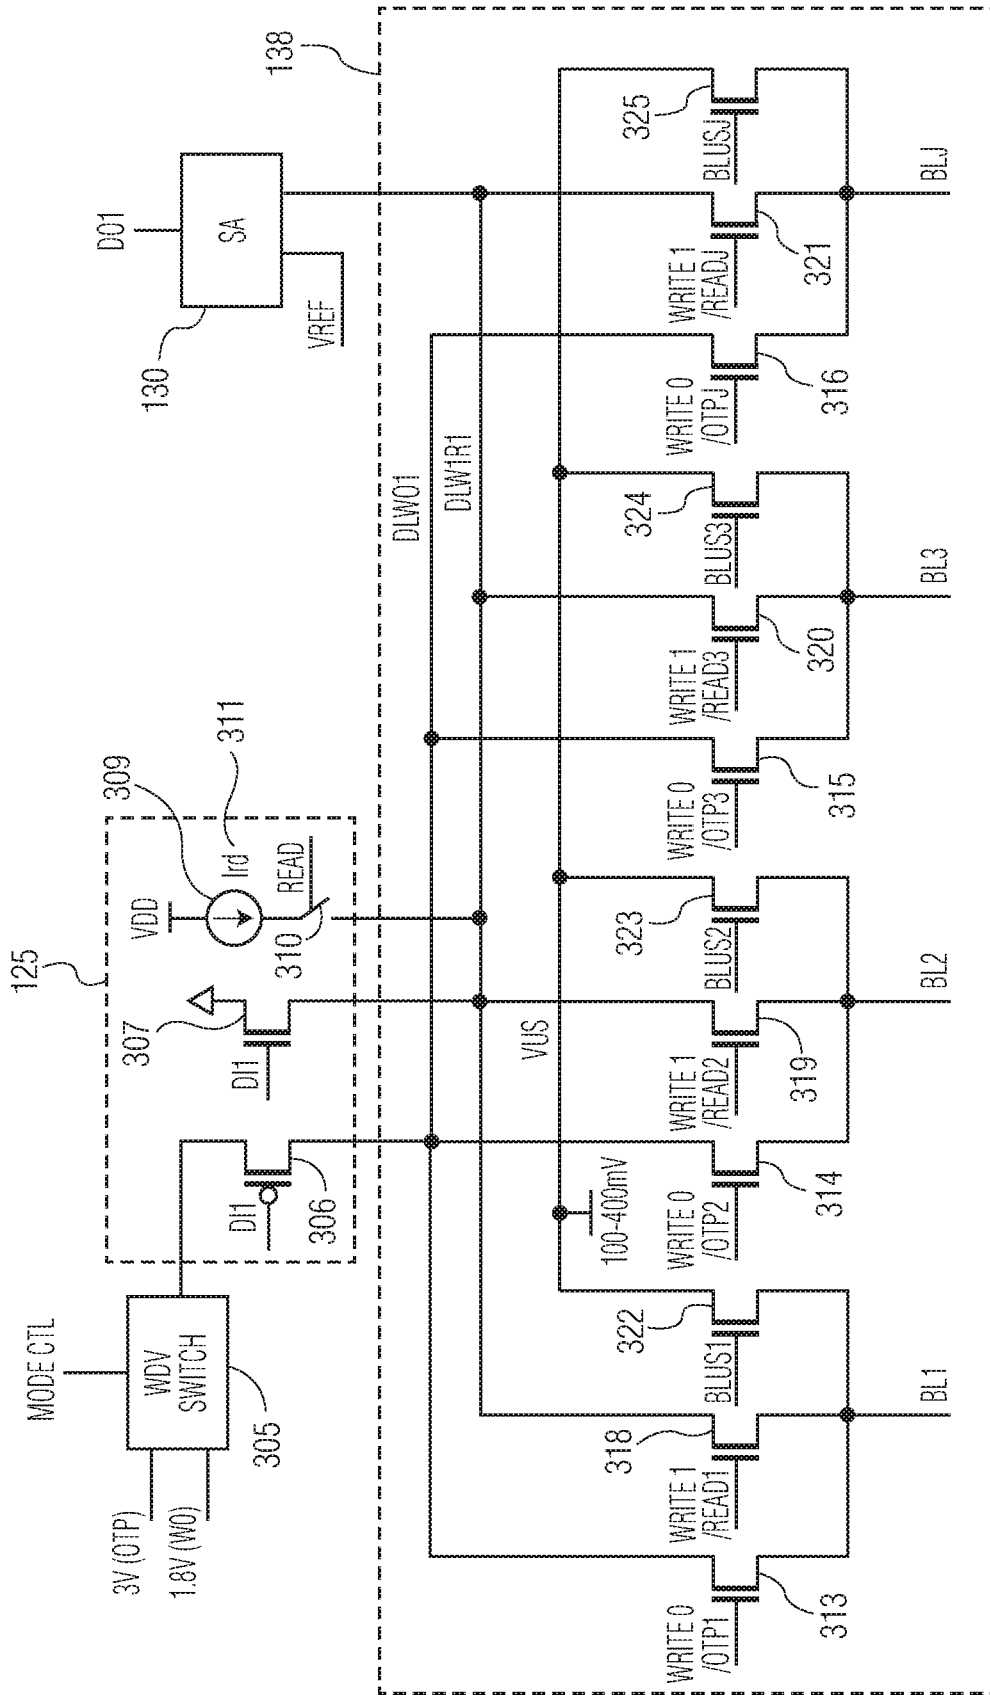 MODE CTL
3V (OTP)
1.8V (W0)
WDV
SWITCH
305
125
DI1
306
DI1
307
VDD
309
Ird
311
READ
310
D01
SA
130
VREF
138
DLW01
DLW1R1
VUS
100-400mV
WRITE 0
/OTP1
313
WRITE 1
/READ1
318
BLUS1
322
BL1
WRITE 0
/OTP2
314
WRITE 1
/READ2
319
BLUS2
323
BL2
WRITE 0
/OTP3
315
WRITE 1
/READ3
320
BLUS3
324
BL3
WRITE 0
/OTPJ
316
WRITE 1
/READJ
321
BLUSJ
325
BLJ